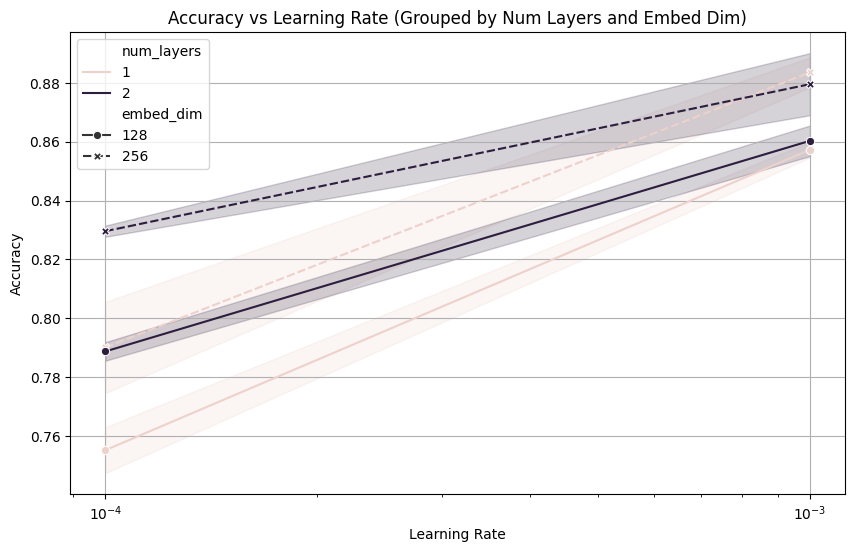 Accuracy vs Learning Rate (Grouped by Num Layers and Embed Dim)
num_layers
1
2
embed_dim
128
256
Accuracy
0.88
0.86
0.84
0.82
0.80
0.78
0.76
10⁻⁴
10⁻³
Learning Rate